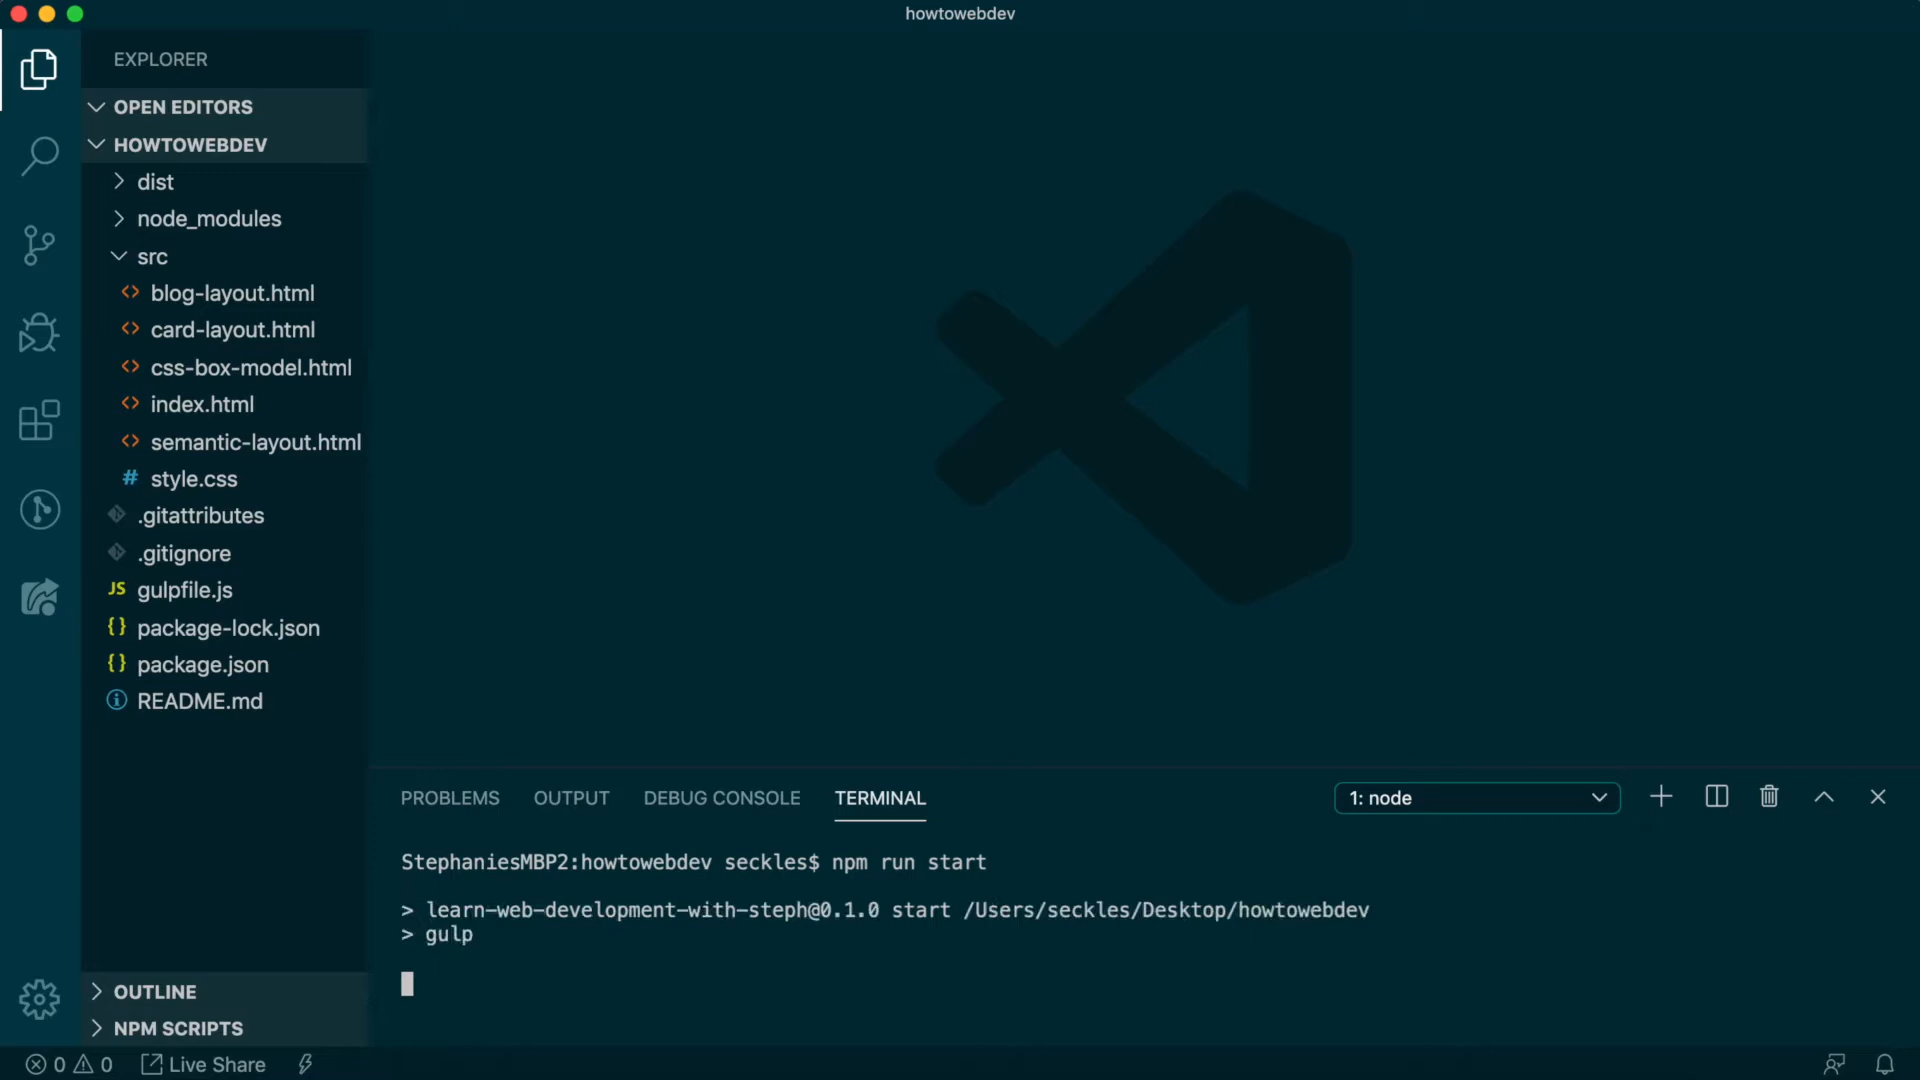 howtowebdev
EXPLORER
OPEN EDITORS
HOWTOWEBDEV
dist
node_modules
src
blog-layout.html
card-layout.html
css-box-model.html
index.html
semantic-layout.html
# style.css
.gitattributes
.gitignore
JS gulpfile.js
{} package-lock.json
{} package.json
README.md
OUTLINE
NPM SCRIPTS
PROBLEMS OUTPUT DEBUG CONSOLE TERMINAL 1: node
StephaniesMBP2:howtowebdev seckles$ npm run start
> learn-web-development-with-steph@0.1.0 start /Users/seckles/Desktop/howtowebdev
> gulp
0 0 Live Share